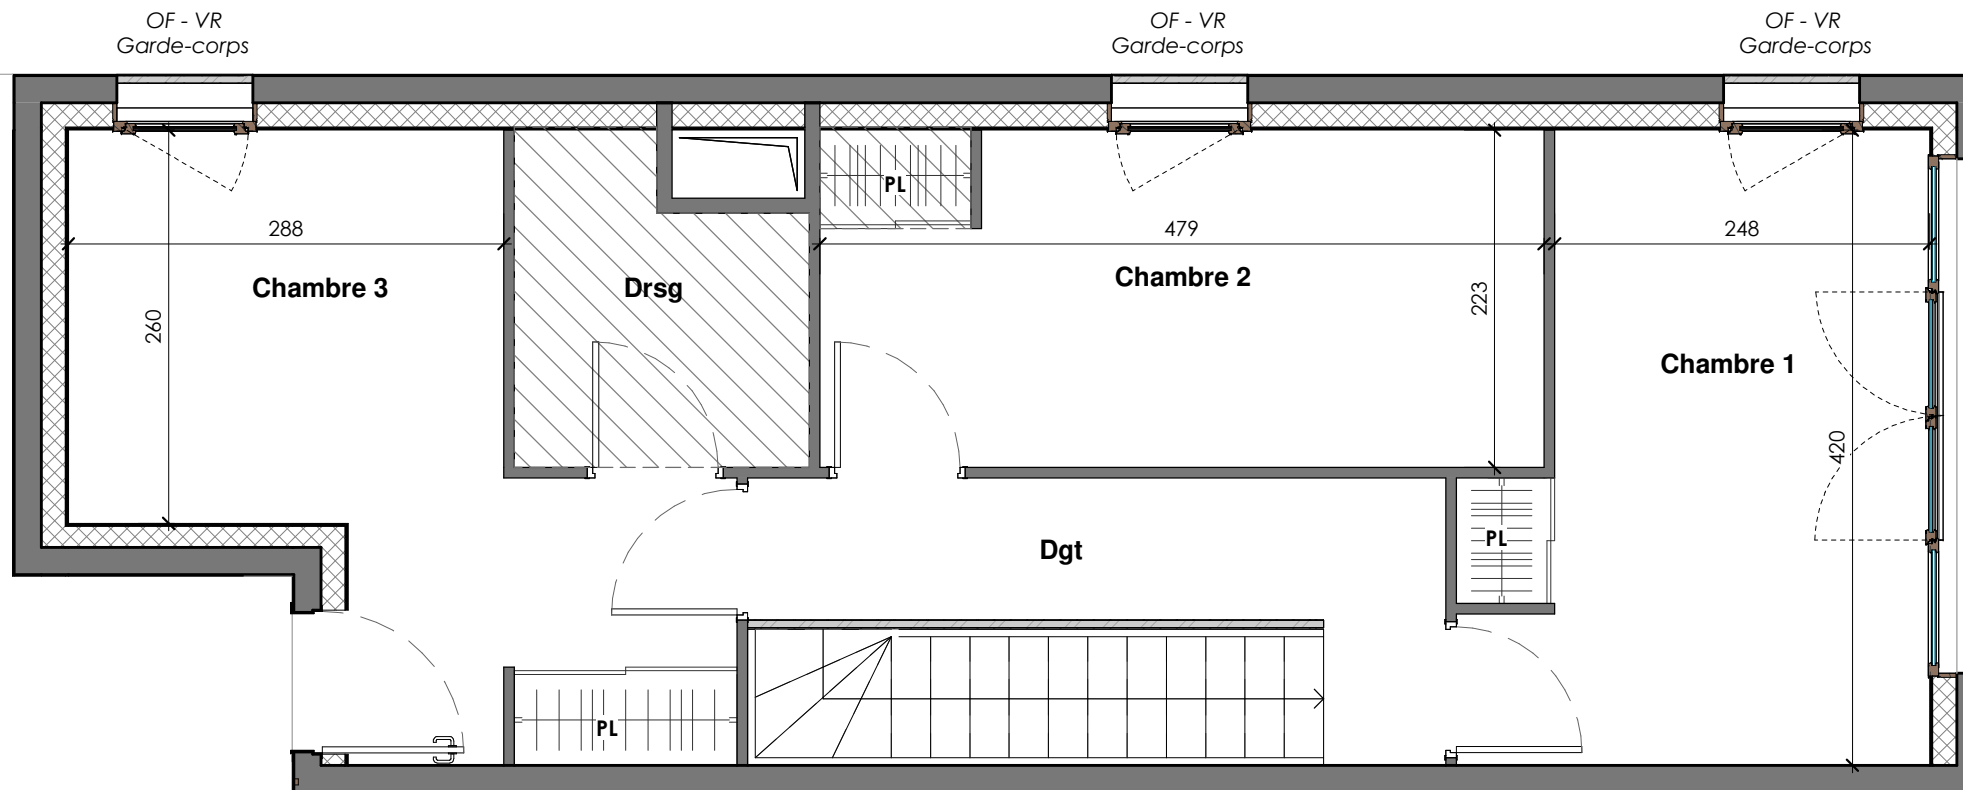 OF - VR
Garde-corps
OF - VR
Garde-corps
OF - VR
Garde-corps
PL
288
479
248
Chambre 3
Drsg
Chambre 2
260
223
Chambre 1
420
PL
Dgt
PL